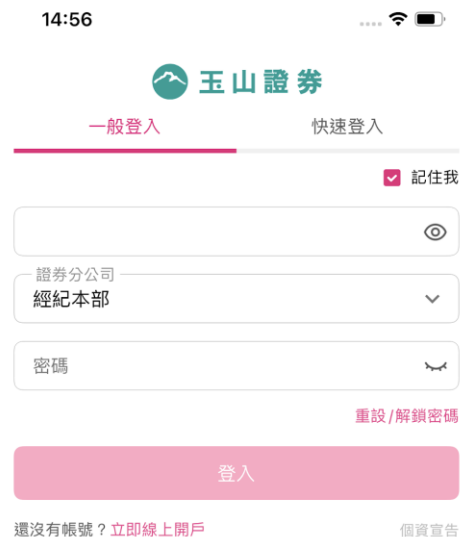 14:56
玉山證券
一般登入 快速登入
記住我
證券分公司
經紀本部
密碼
重設/解鎖密碼
登入
還沒有帳號？立即線上開戶 個資宣告